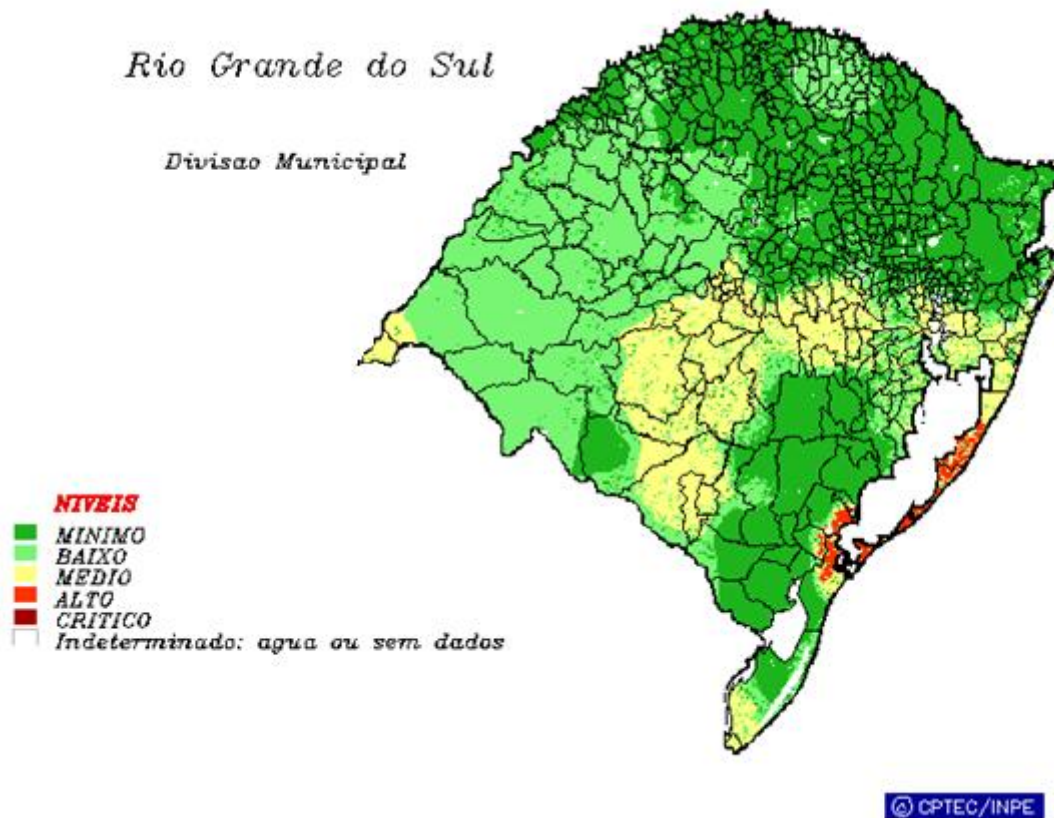 Rio Grande do Sul
Divisao Municipal
NIVEIS
MINIMO
BAIXO
MEDIO
ALTO
CRITICO
Indeterminado: agua ou sem dados
CPTEC/INPE